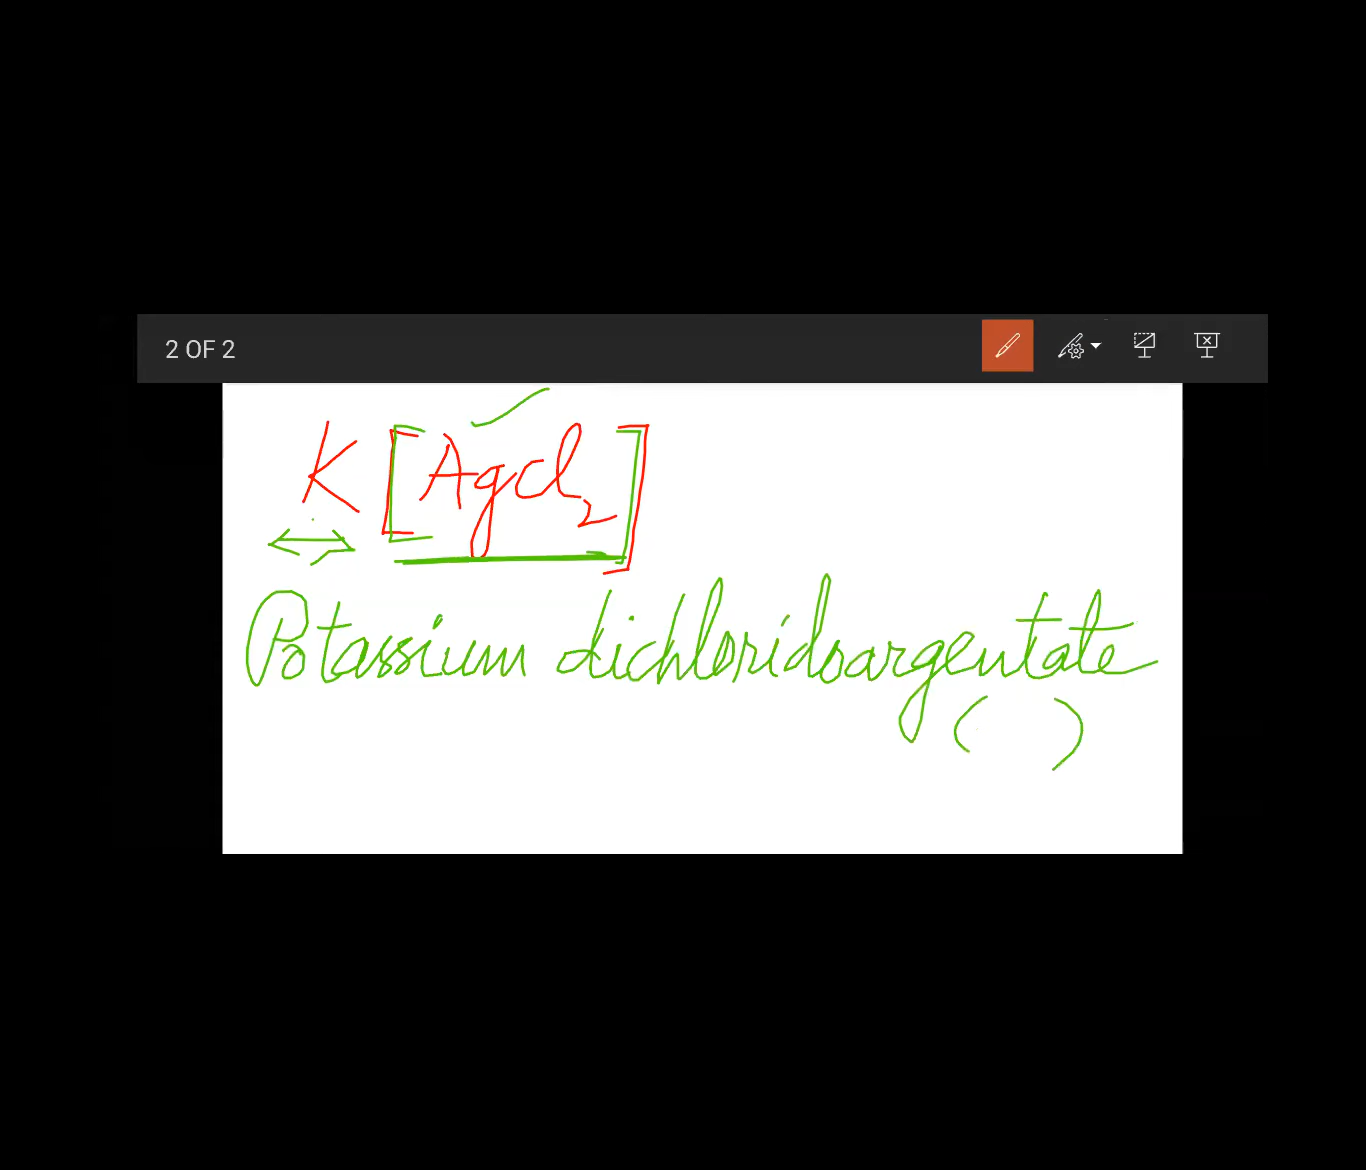 2 OF 2
K [AgCl2]
Potassium dichloridoargentate
( )